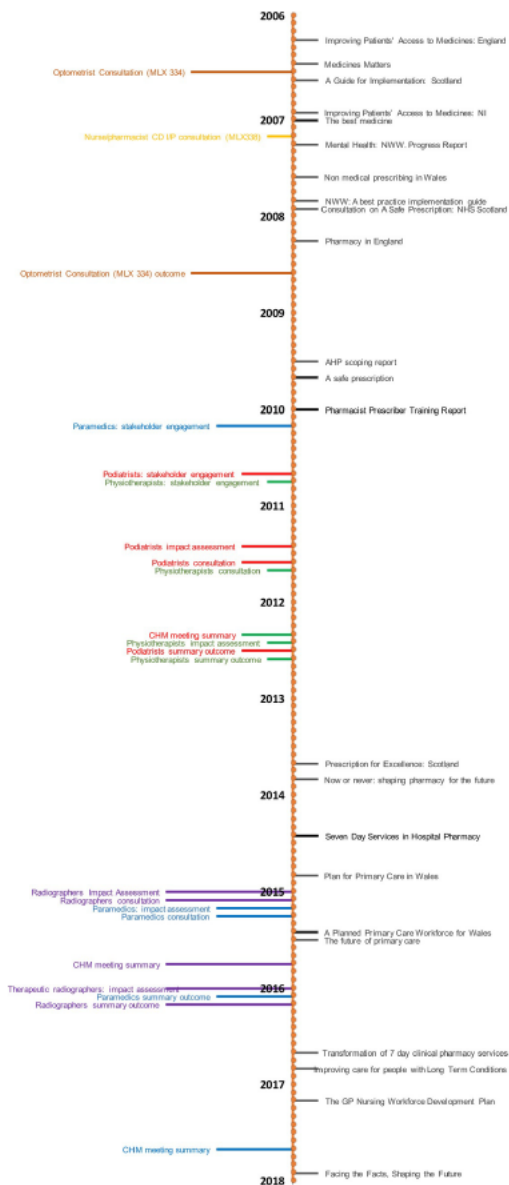 2006
Improving Patients' Access to Medicines: England
Medicines Matters
Optometrist Consultation (MLX 334)
A Guide for Implementation: Scotland
Improving Patients' Access to Medicines: NI
2007
The best medicine
Nurse/pharmacist CD I/P consultation (MLX338)
Mental Health: NWW: Progress Report
Non medical prescribing in Wales
NWW: A best practice implementation guide
Consultation on A Safe Prescription: NHS Scotland
2008
Pharmacy in England
Optometrist Consultation (MLX 334) outcome
2009
AHP scoping report
A safe prescription
2010
Pharmacist Prescriber Training Report
Paramedics: stakeholder engagement
Podiatrists: stakeholder engagement
Physiotherapists: stakeholder engagement
2011
Podiatrists impact assessment
Podiatrists consultation
Physiotherapists consultation
2012
CHM meeting summary
Physiotherapists impact assessment
Podiatrists summary outcome
Physiotherapists summary outcome
2013
Prescription for Excellence: Scotland
Now or never: shaping pharmacy for the future
2014
Seven Day Services in Hospital Pharmacy
Plan for Primary Care in Wales
2015
Radiographers Impact Assessment
Radiographers consultation
Paramedics: impact assessment
Paramedics consultation
A Planned Primary Care Workforce for Wales
The future of primary care
CHM meeting summary
2016
Therapeutic radiographers: impact assessment
Paramedics summary outcome
Radiographers summary outcome
Transformation of 7 day clinical pharmacy services
Improving care for people with Long Term Conditions
2017
The GP Nursing Workforce Development Plan
CHM meeting summary
Facing the Facts, Shaping the Future
2018